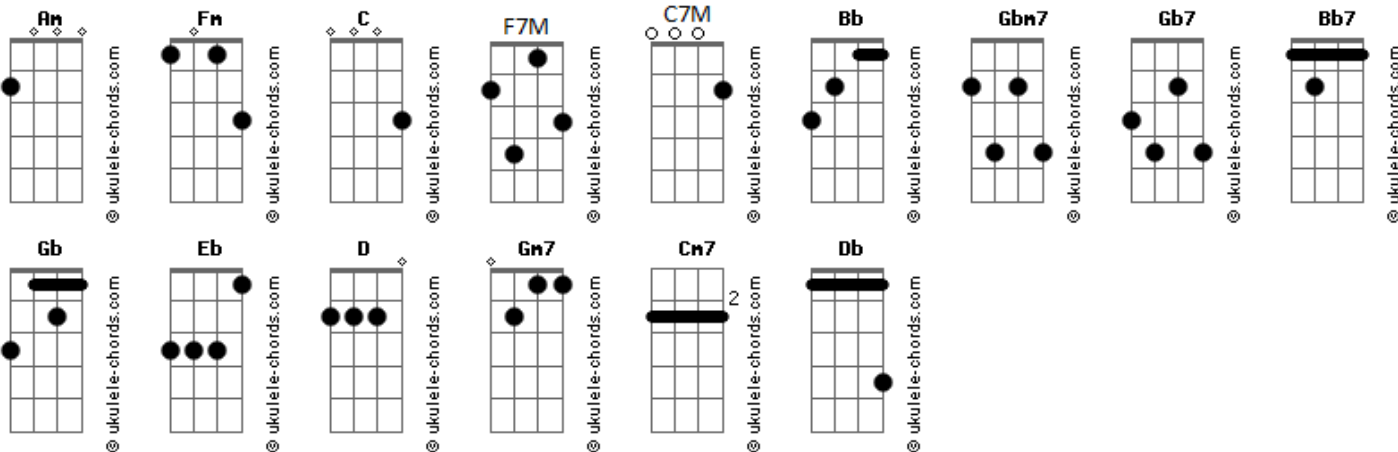 Am Fm C F7M C7M Bb Gbm7 Gb7 Bb7
© ukulele-chords.com © ukulele-chords.com © ukulele-chords.com © ukulele-chords.com © ukulele-chords.com © ukulele-chords.com © ukulele-chords.com © ukulele-chords.com © ukulele-chords.com
Gb Eb D Gm7 Cm7 Db
2
© ukulele-chords.com © ukulele-chords.com © ukulele-chords.com © ukulele-chords.com © ukulele-chords.com © ukulele-chords.com